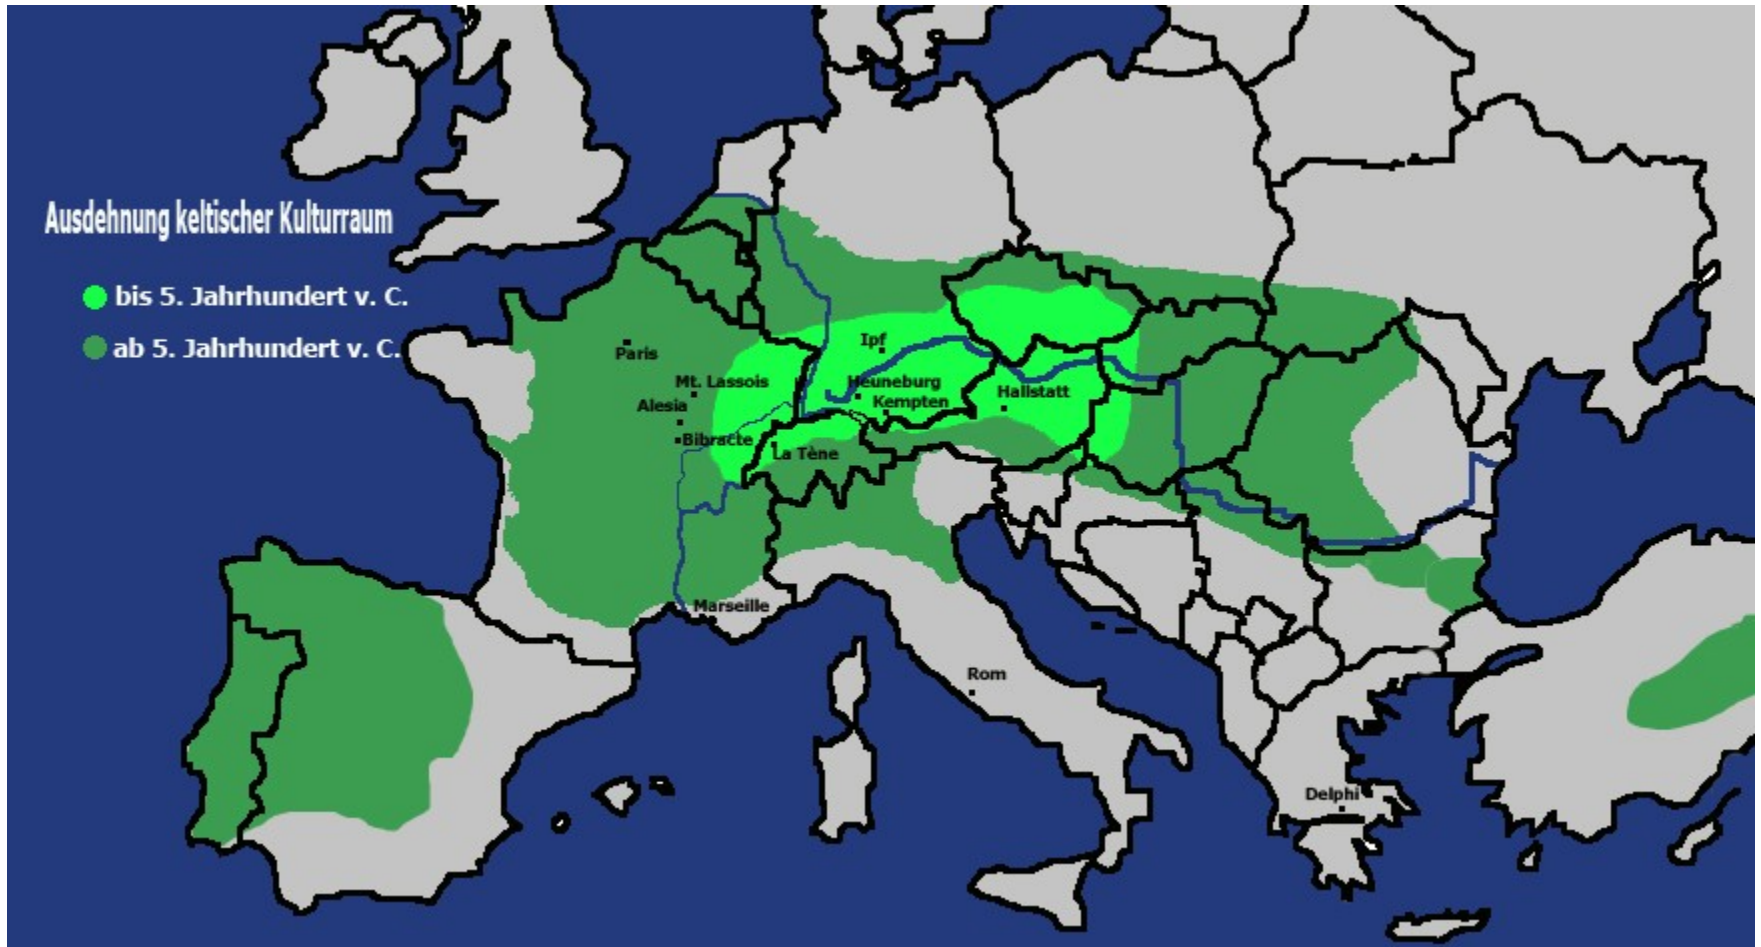 Ausdehnung keltischer Kulturraum
bis 5. Jahrhundert v. C.
ab 5. Jahrhundert v. C.
Paris
Ipf
Mt. Lassois
Heuneburg
Hallstatt
Alesia
Kempten
Bibracte
La Tène
Marseille
Rom
Delphi